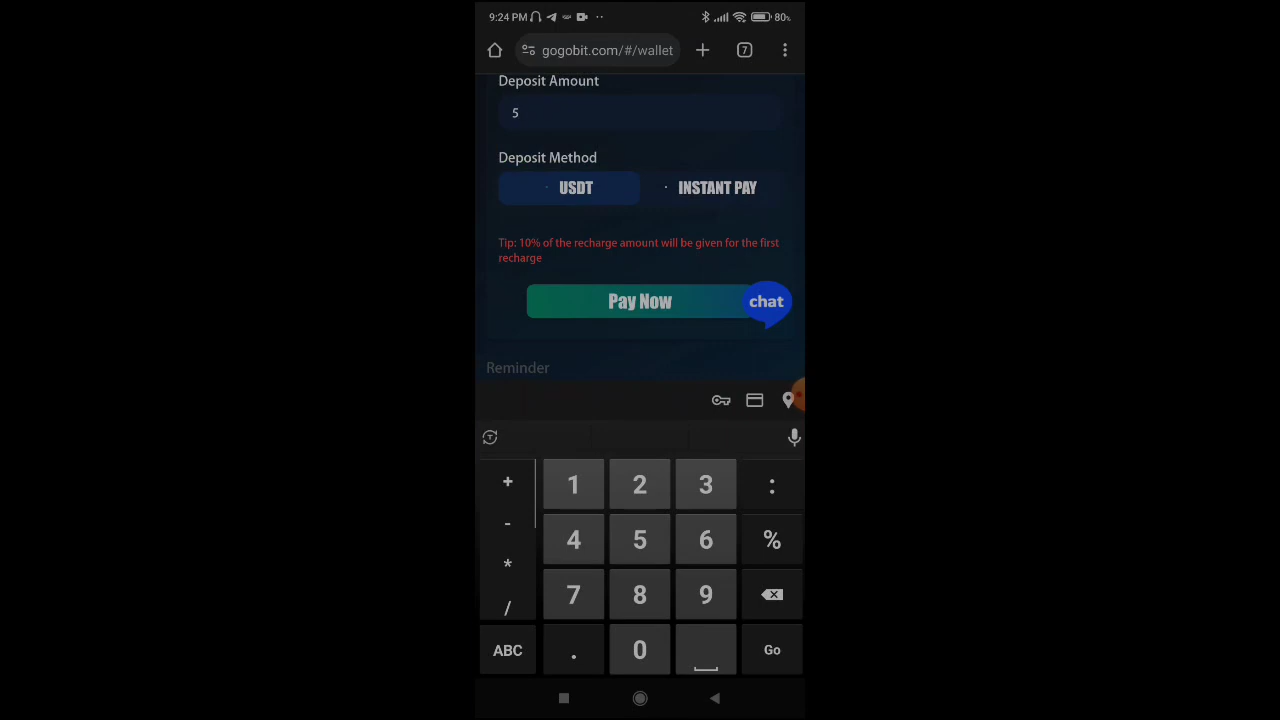 9:24 PM 80%
gogobit.com/#/wallet 7
Deposit Amount
5
Deposit Method
USDT INSTANT PAY
Tip: 10% of the recharge amount will be given for the first
recharge
Pay Now chat
Reminder
+ 1 2 3 :
- 4 5 6 %
* 7 8 9
/
ABC . 0 Go